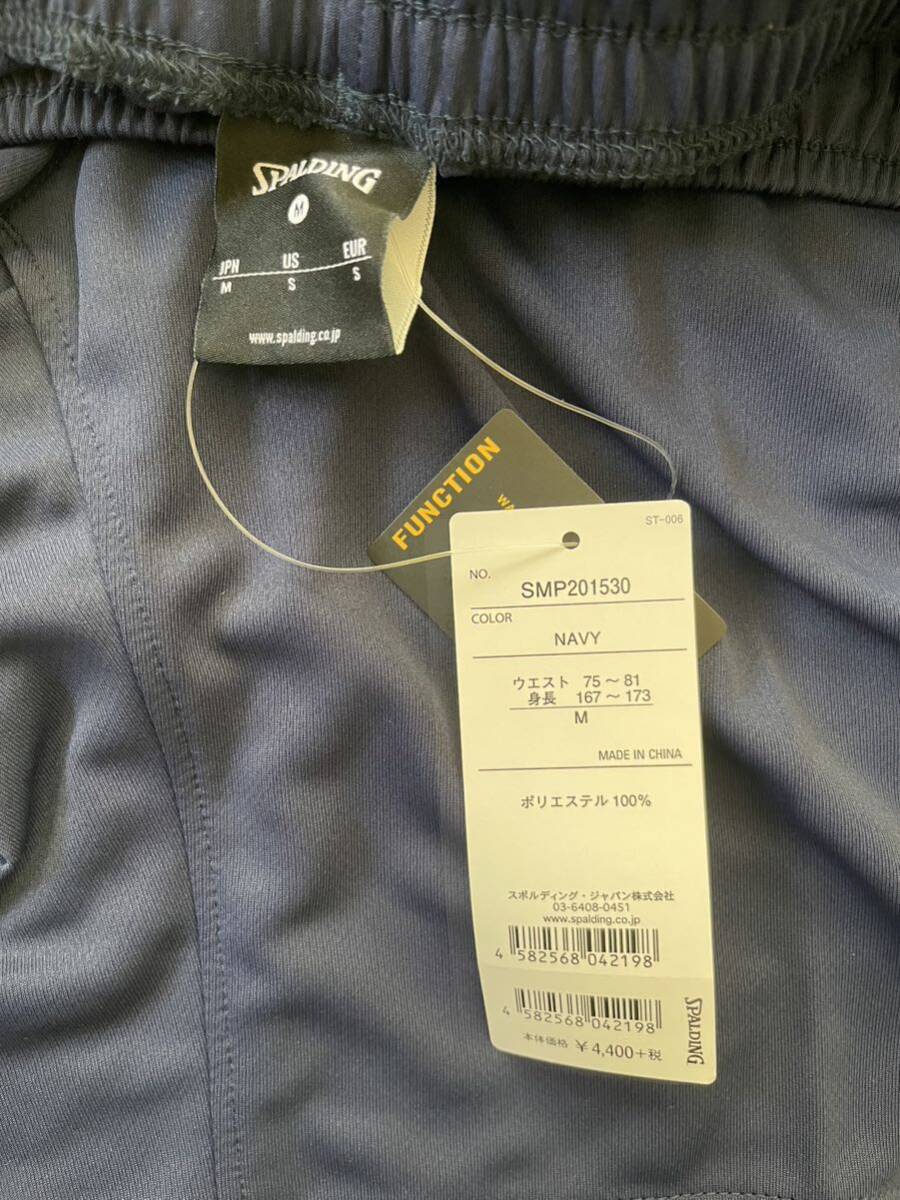 SPALDING
M
JPN US EUR
M S S
www.spalding.co.jp
FUNCTION
ST-006
NO.
SMP201530
COLOR
NAVY
ウエスト 75～81
身長 167～173
M
MADE IN CHINA
ポリエステル 100%
スポルディング・ジャパン株式会社
03-6408-0451
www.spalding.co.jp
4 582568 042198
4 582568 042198
本体価格 ¥ 4,400+税
SPALDING